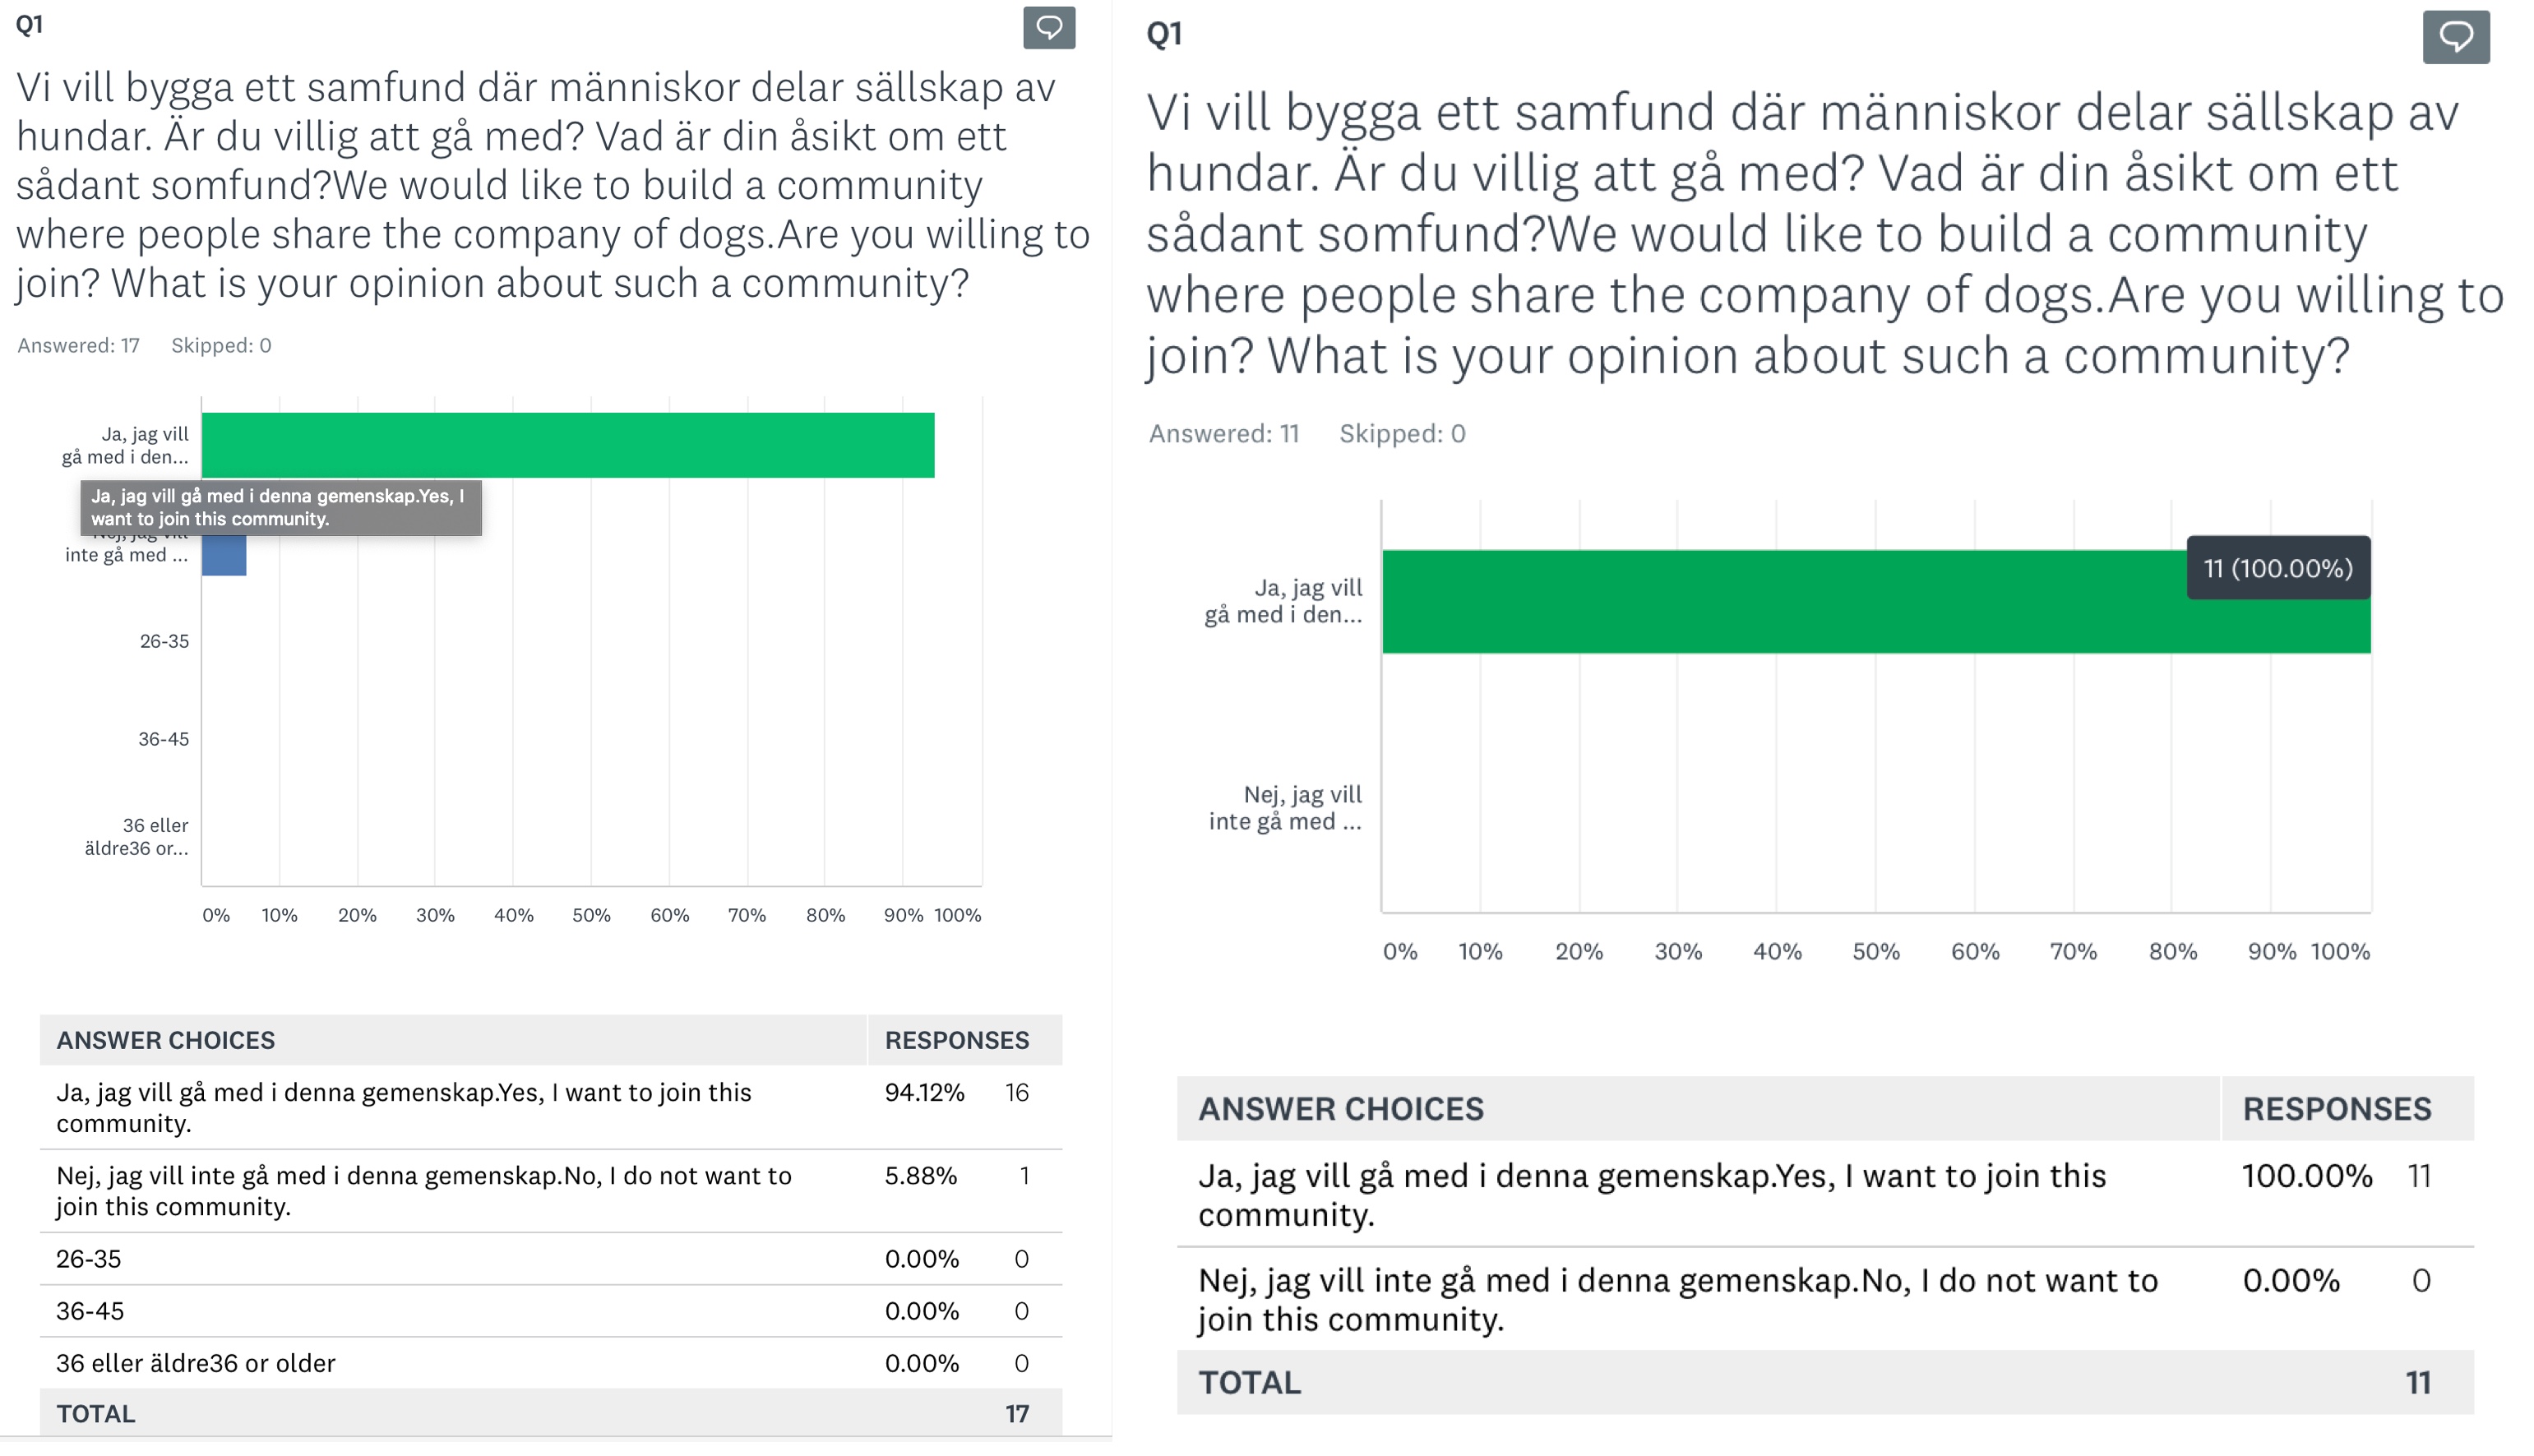 Q1
Vi vill bygga ett samfund där människor delar sällskap av
hundar. Är du villig att gå med? Vad är din åsikt om ett
sådant somfund?We would like to build a community
where people share the company of dogs.Are you willing to
join? What is your opinion about such a community?
Answered: 17 Skipped: 0
Ja, jag vill
gå med i den...
Ja, jag vill gå med i denna gemenskap.Yes, I
want to join this community.
inte gå med ...
26-35
36-45
36 eller
äldre36 or...
0% 10% 20% 30% 40% 50% 60% 70% 80% 90% 100%
ANSWER CHOICES RESPONSES
Ja, jag vill gå med i denna gemenskap.Yes, I want to join this 94.12% 16
community.
Nej, jag vill inte gå med i denna gemenskap.No, I do not want to 5.88% 1
join this community.
26-35 0.00% 0
36-45 0.00% 0
36 eller äldre36 or older 0.00% 0
TOTAL 17
Q1
Vi vill bygga ett samfund där människor delar sällskap av
hundar. Är du villig att gå med? Vad är din åsikt om ett
sådant somfund?We would like to build a community
where people share the company of dogs.Are you willing to
join? What is your opinion about such a community?
Answered: 11 Skipped: 0
Ja, jag vill
gå med i den...
11 (100.00%)
Nej, jag vill
inte gå med ...
0% 10% 20% 30% 40% 50% 60% 70% 80% 90% 100%
ANSWER CHOICES RESPONSES
Ja, jag vill gå med i denna gemenskap.Yes, I want to join this 100.00% 11
community.
Nej, jag vill inte gå med i denna gemenskap.No, I do not want to 0.00% 0
join this community.
TOTAL 11